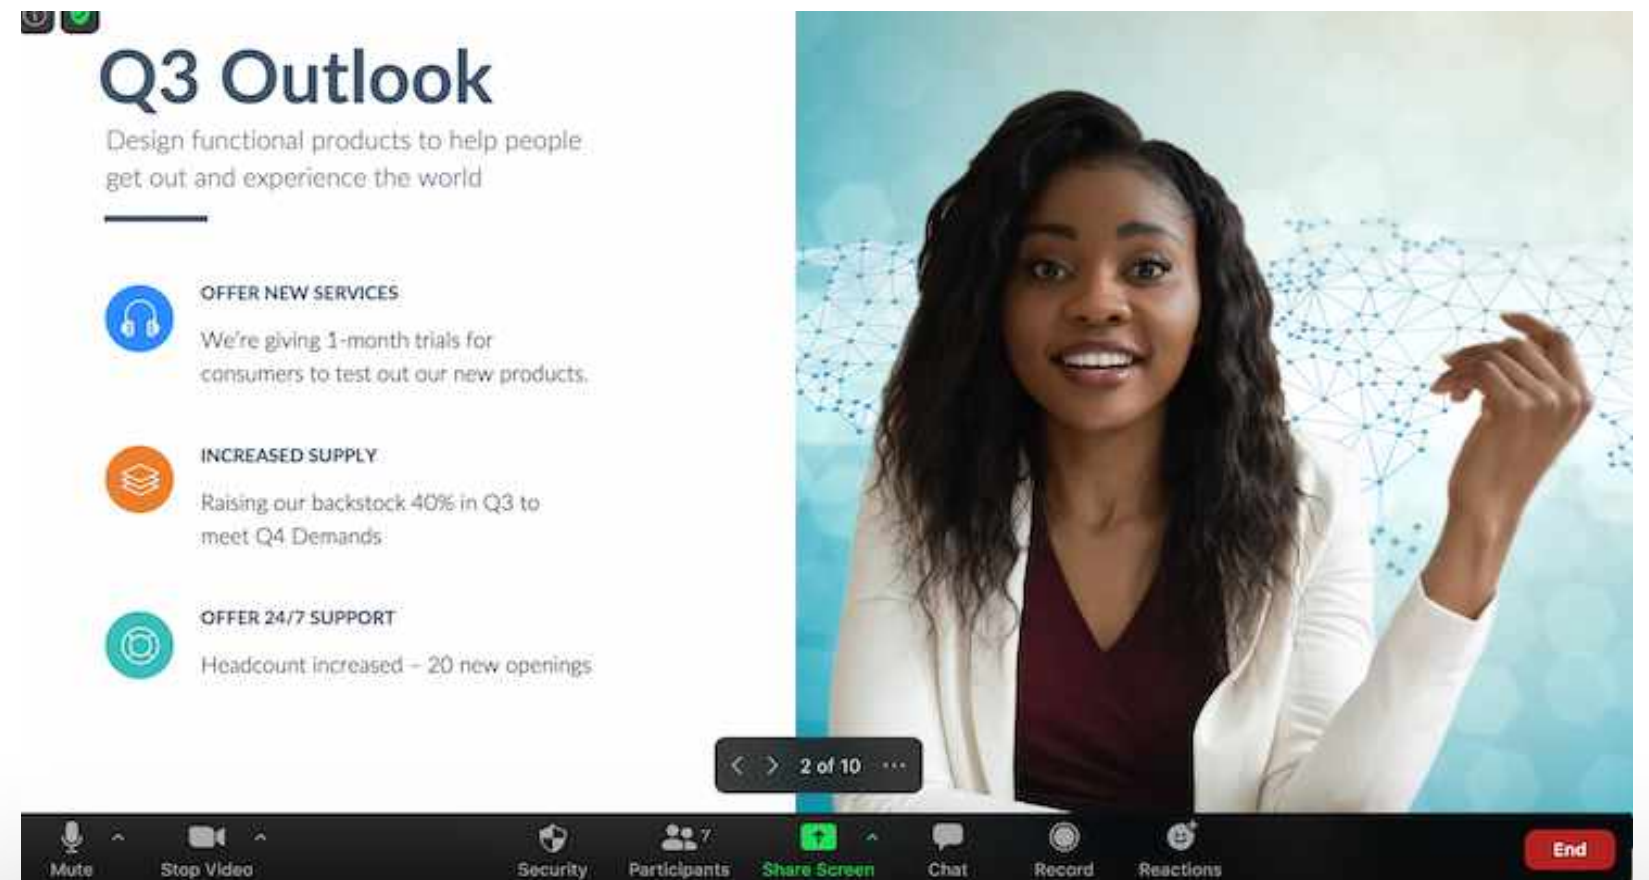 Q3 Outlook
Design functional products to help people
get out and experience the world
OFFER NEW SERVICES
We're giving 1-month trials for
consumers to test out our new products.
INCREASED SUPPLY
Raising our backstock 40% in Q3 to
meet Q4 Demands
OFFER 24/7 SUPPORT
Headcount increased – 20 new openings
2 of 10
7
Mute
Stop Video
Security
Participants
Share Screen
Chat
Record
Reactions
End